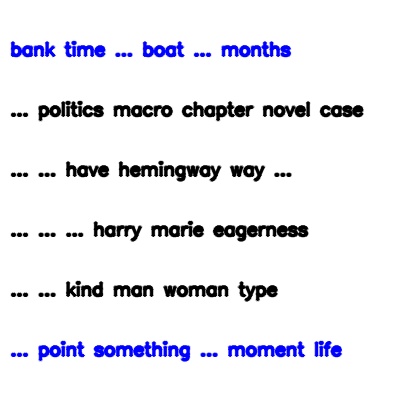 bank time ... boat ... months
... politics macro chapter novel case
... ... have hemingway way ...
... ... ... harry marie eagerness
... ... kind man woman type
... point something ... moment life